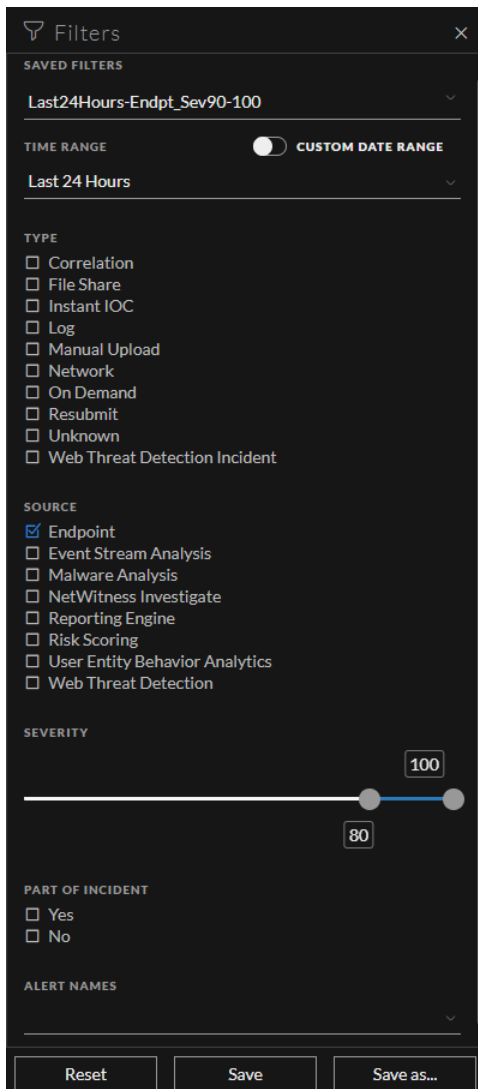 Filters
SAVED FILTERS
Last24Hours-Endpt_Sev90-100
TIME RANGE CUSTOM DATE RANGE
Last 24 Hours
TYPE
Correlation
File Share
Instant IOC
Log
Manual Upload
Network
On Demand
Resubmit
Unknown
Web Threat Detection Incident
SOURCE
Endpoint
Event Stream Analysis
Malware Analysis
NetWitness Investigate
Reporting Engine
Risk Scoring
User Entity Behavior Analytics
Web Threat Detection
SEVERITY
100
80
PART OF INCIDENT
Yes
No
ALERT NAMES
Reset Save Save as...